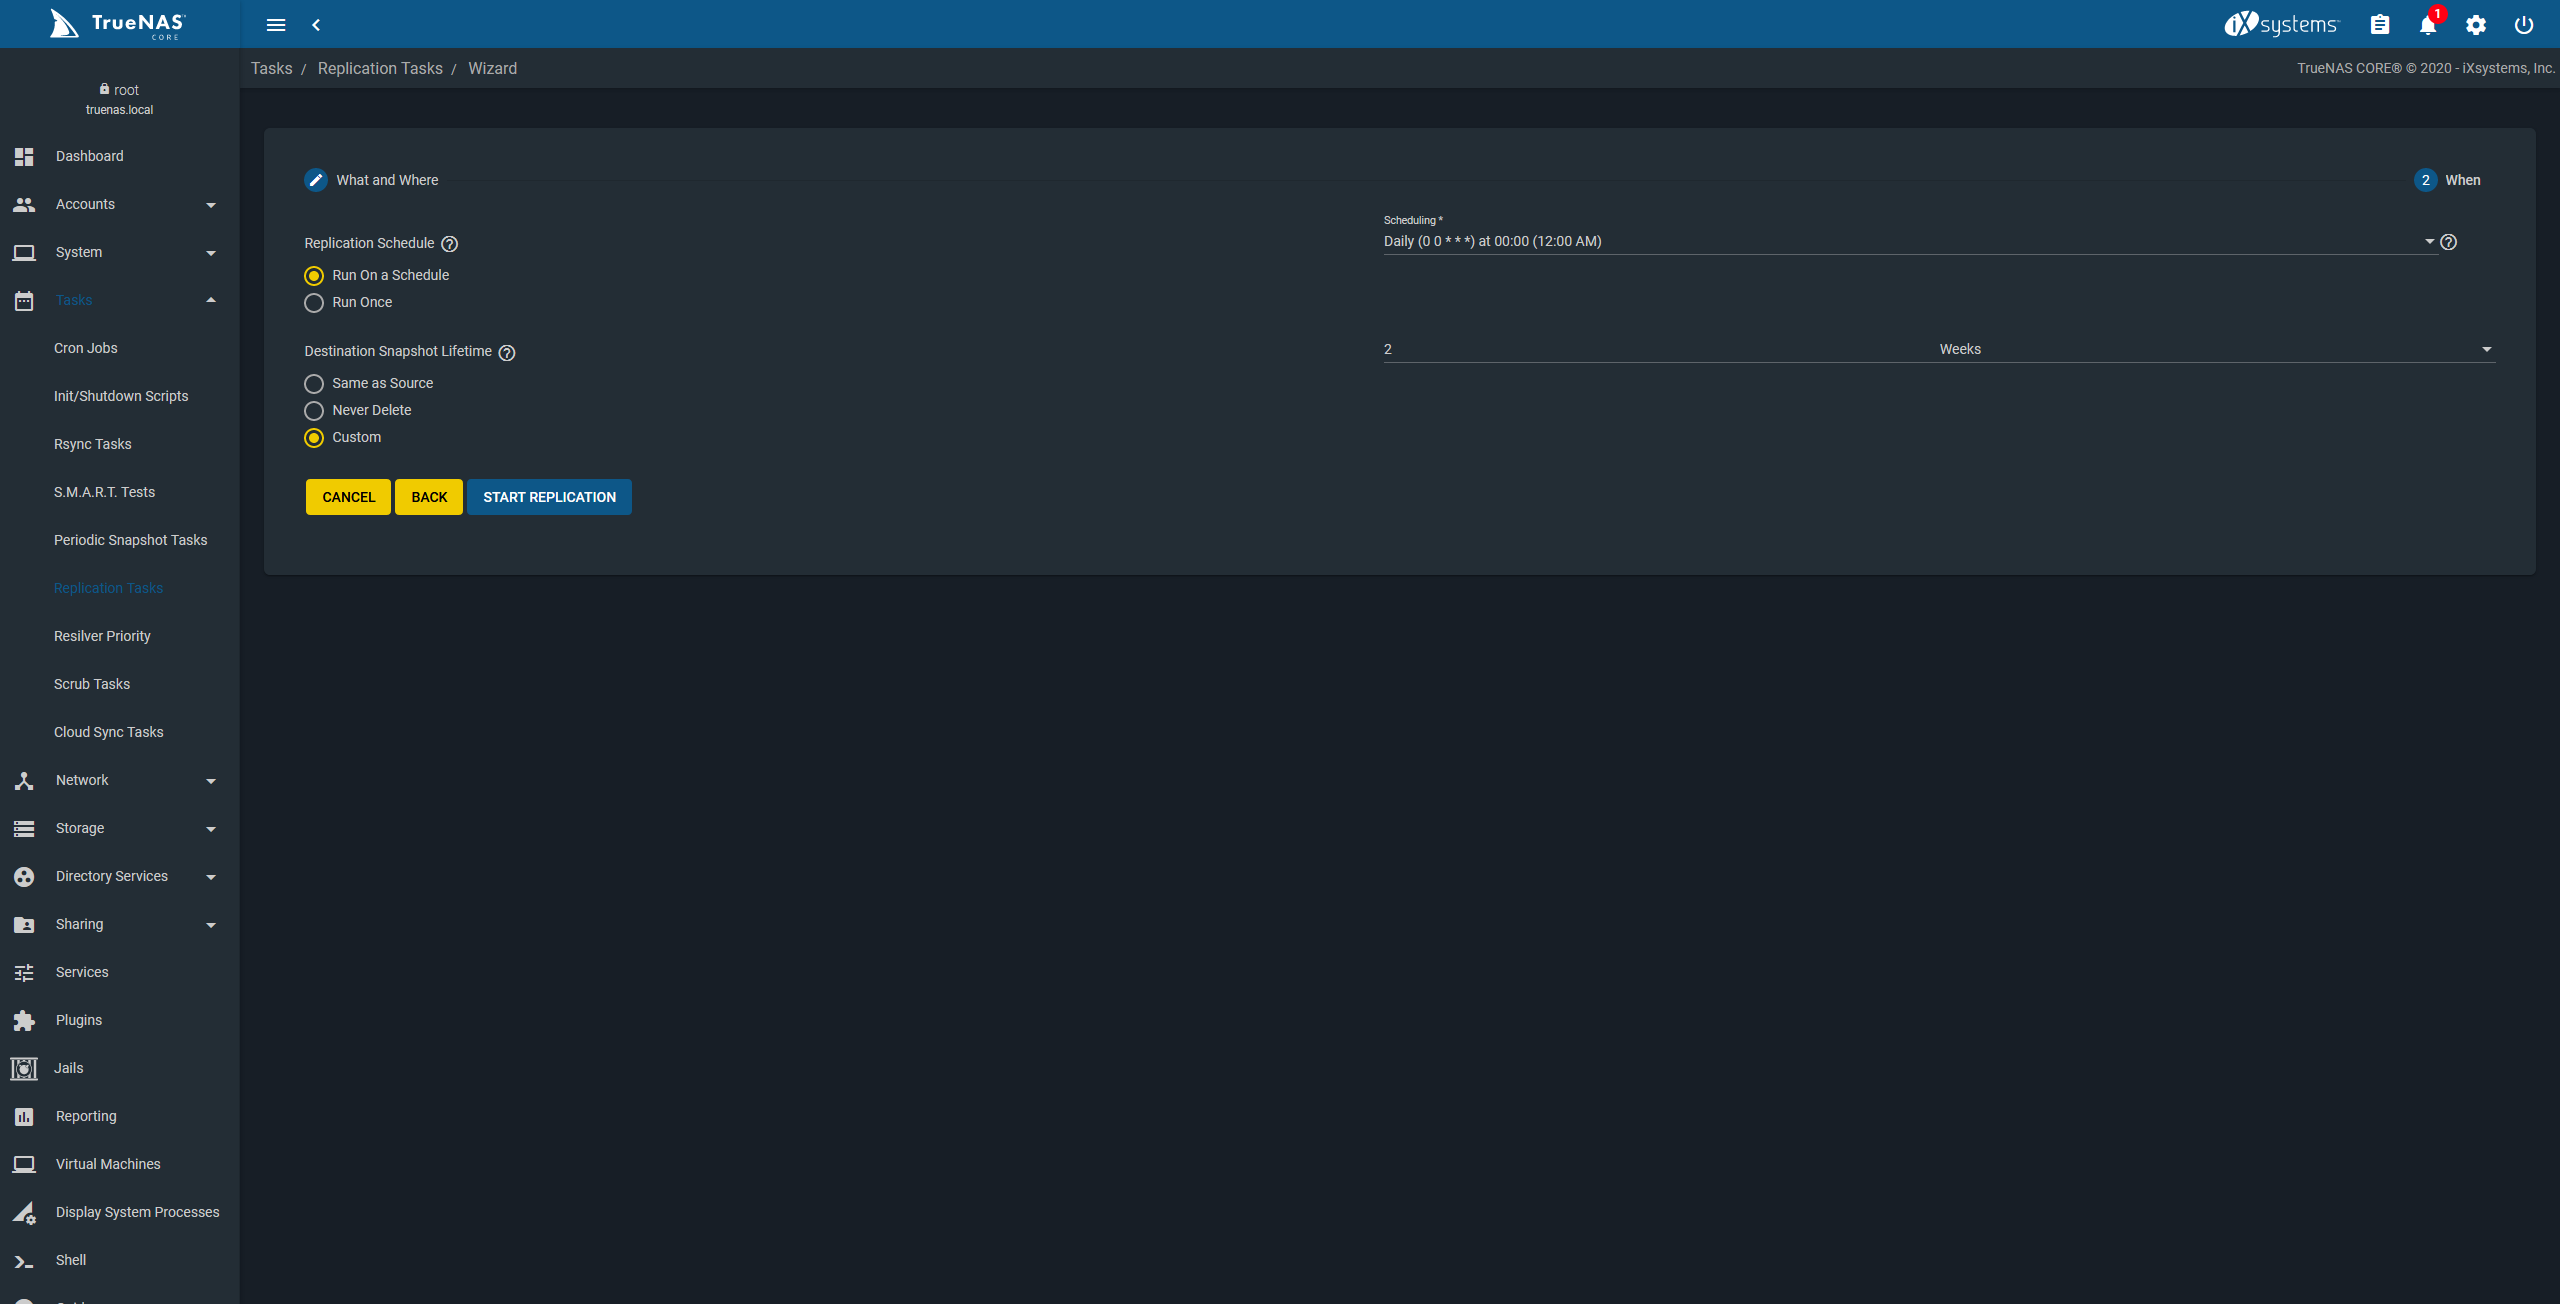 TrueNAS
CORE
iXsystems
1
Tasks / Replication Tasks / Wizard
TrueNAS CORE® © 2020 - iXsystems, Inc.
root
truenas.local
Dashboard
Accounts
System
Tasks
Cron Jobs
Init/Shutdown Scripts
Rsync Tasks
S.M.A.R.T. Tests
Periodic Snapshot Tasks
Replication Tasks
Resilver Priority
Scrub Tasks
Cloud Sync Tasks
Network
Storage
Directory Services
Sharing
Services
Plugins
Jails
Reporting
Virtual Machines
Display System Processes
Shell
What and Where
2 When
Replication Schedule
Run On a Schedule
Run Once
Scheduling *
Daily (0 0 * * *) at 00:00 (12:00 AM)
Destination Snapshot Lifetime
Same as Source
Never Delete
Custom
2 Weeks
CANCEL BACK START REPLICATION